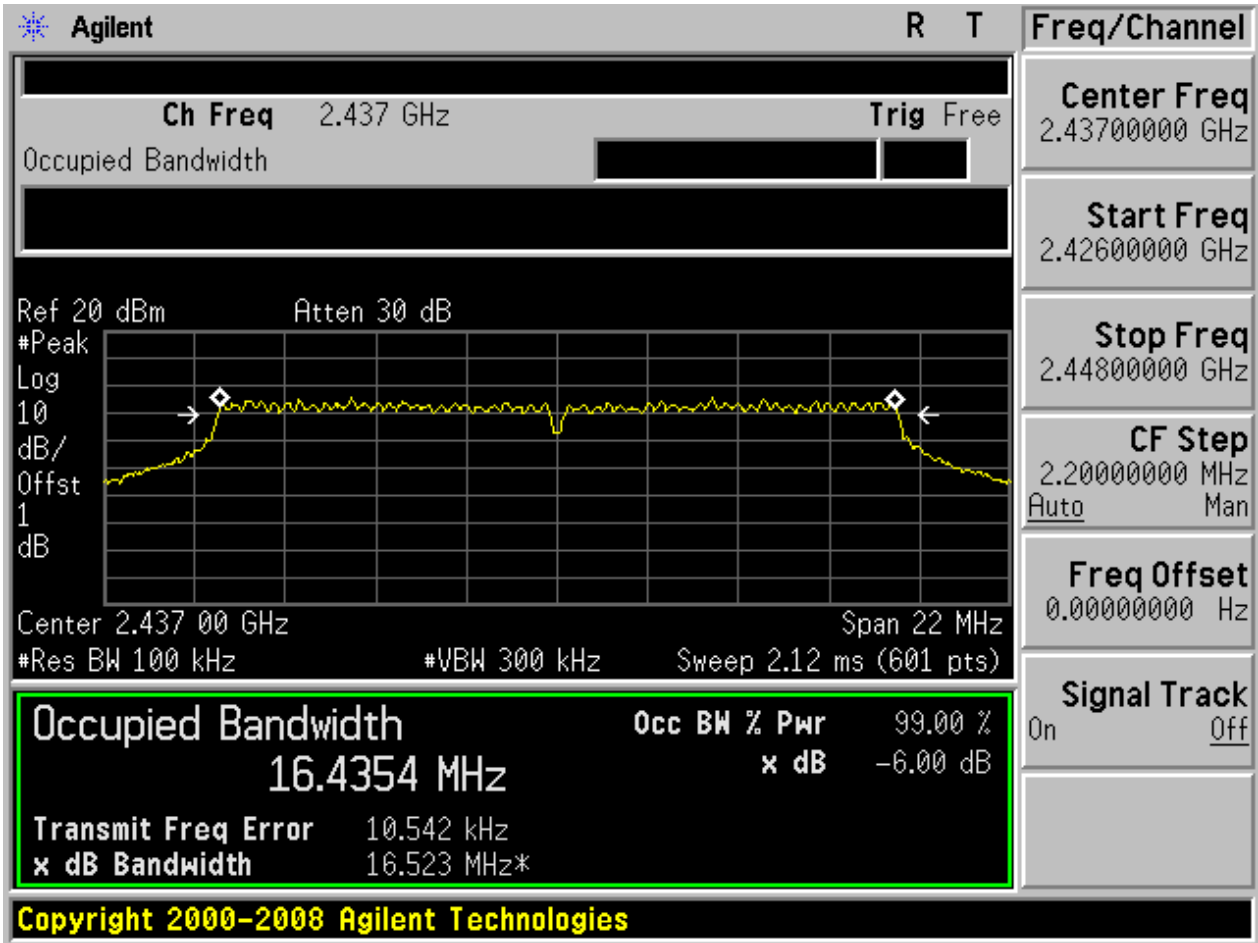 Agilent R T
Ch Freq 2.437 GHz Trig Free
Occupied Bandwidth
Ref 20 dBm Atten 30 dB
#Peak
Log
10
dB/
Offst
1
dB
Center 2.437 00 GHz Span 22 MHz
#Res BW 100 kHz #VBW 300 kHz Sweep 2.12 ms (601 pts)
Occupied Bandwidth
16.4354 MHz
Occ BW % Pwr 99.00 %
x dB -6.00 dB
Transmit Freq Error 10.542 kHz
x dB Bandwidth 16.523 MHz*
Copyright 2000-2008 Agilent Technologies
Freq/Channel
Center Freq
2.43700000 GHz
Start Freq
2.42600000 GHz
Stop Freq
2.44800000 GHz
CF Step
2.20000000 MHz
Auto Man
Freq Offset
0.00000000 Hz
Signal Track
On Off